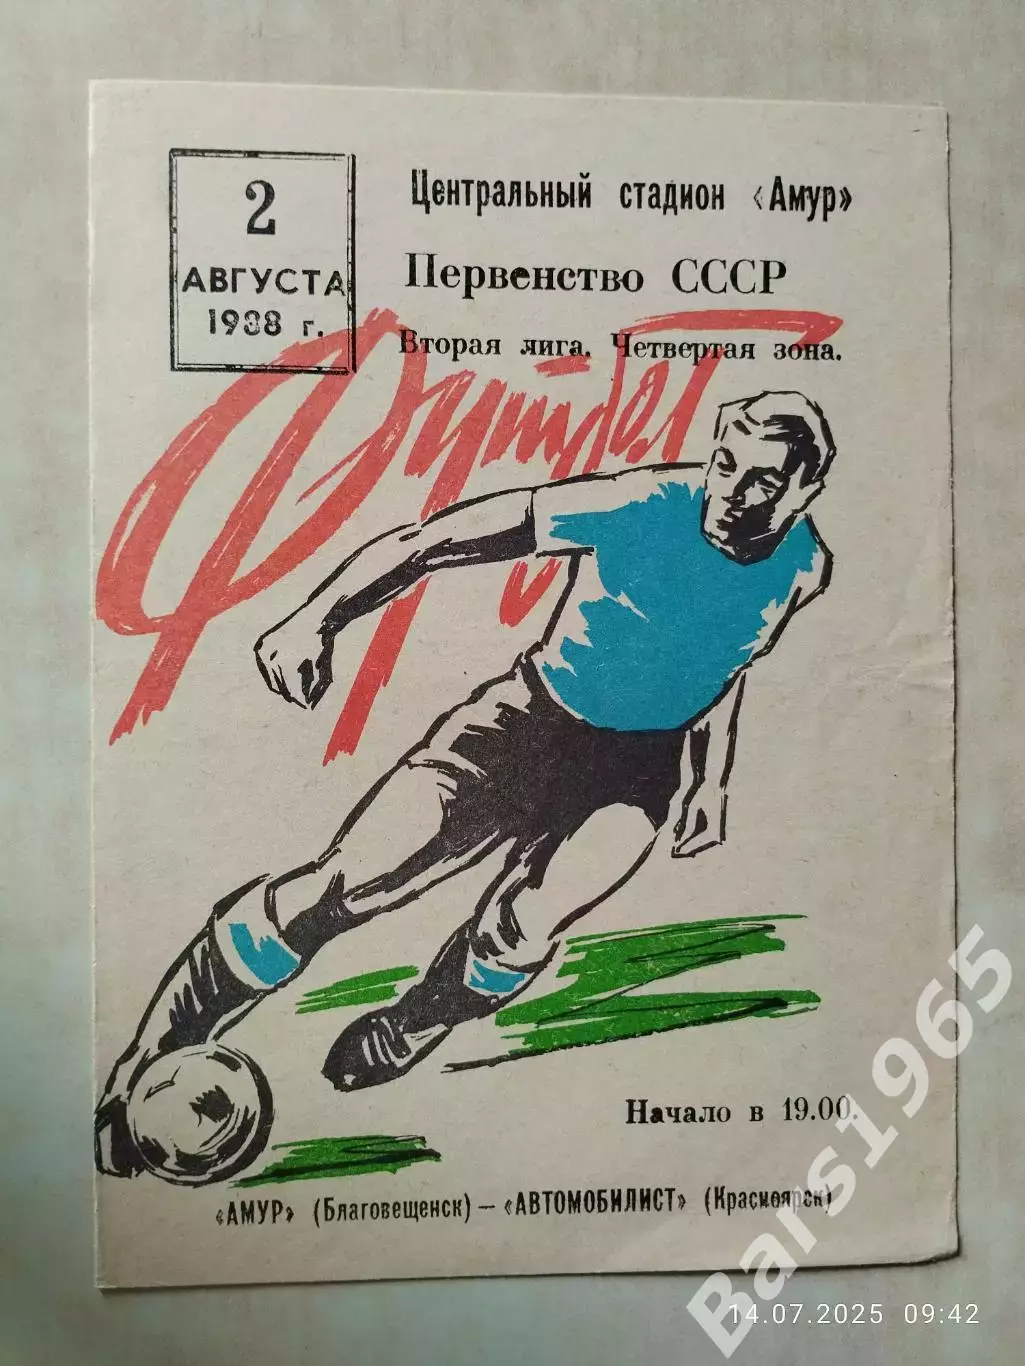 2
АВГУСТА
1988 г.
Центральный стадион «Амур»
Первенство СССР
Вторая лига. Четвертая зона.
Футбол
Начало в 19.00.
«АМУР» (Благовещенск) — «АВТОМОБИЛИСТ» (Красноярск)
Bars1965
14.07.2025 09:42